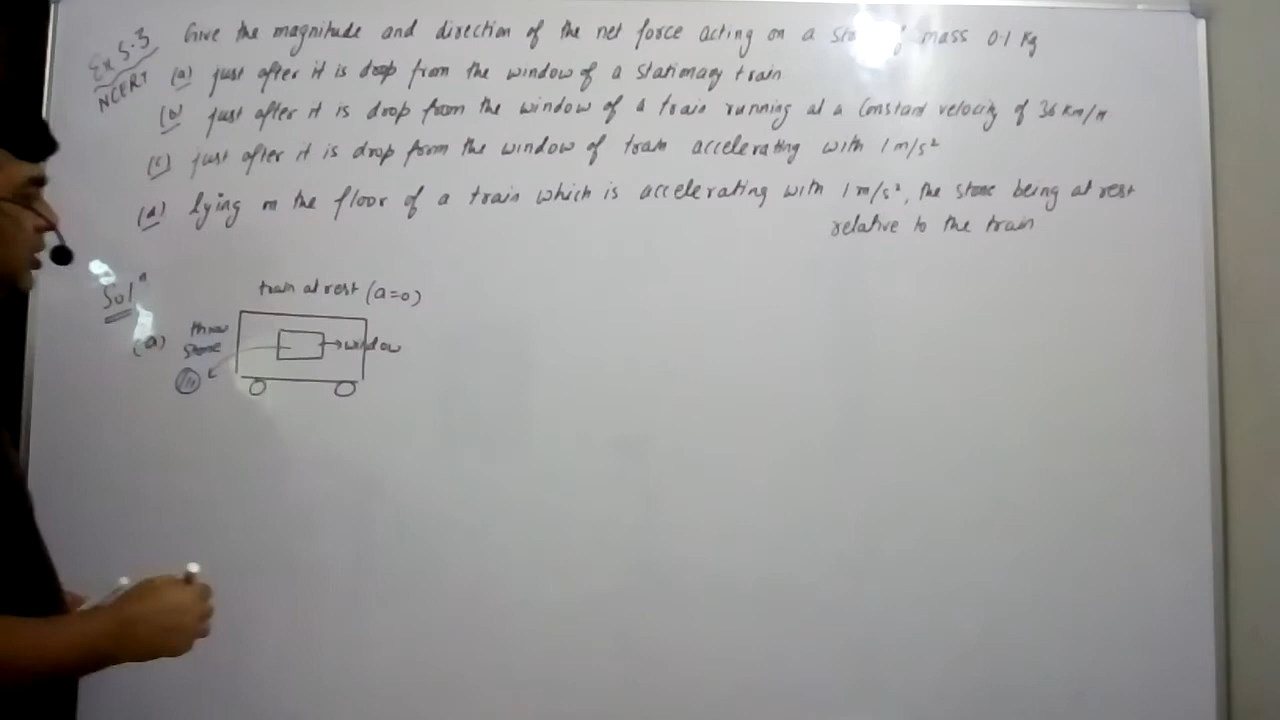 Ex 5.3
NCERT
Give the magnitude and direction of the net force acting on a mass 0.1 Kg
(a) just after it is drop from the window of a stationary train
(b) just after it is drop from the window of a train running at a constant velocity of 36 Km/H
(c) just after it is drop from the window of train accelerating with 1 m/s²
(d) lying on the floor of a train which is accelerating with 1 m/s², the stone being at rest
relative to the train
Solⁿ
train at rest (a=0)
(a) throw
stone
window